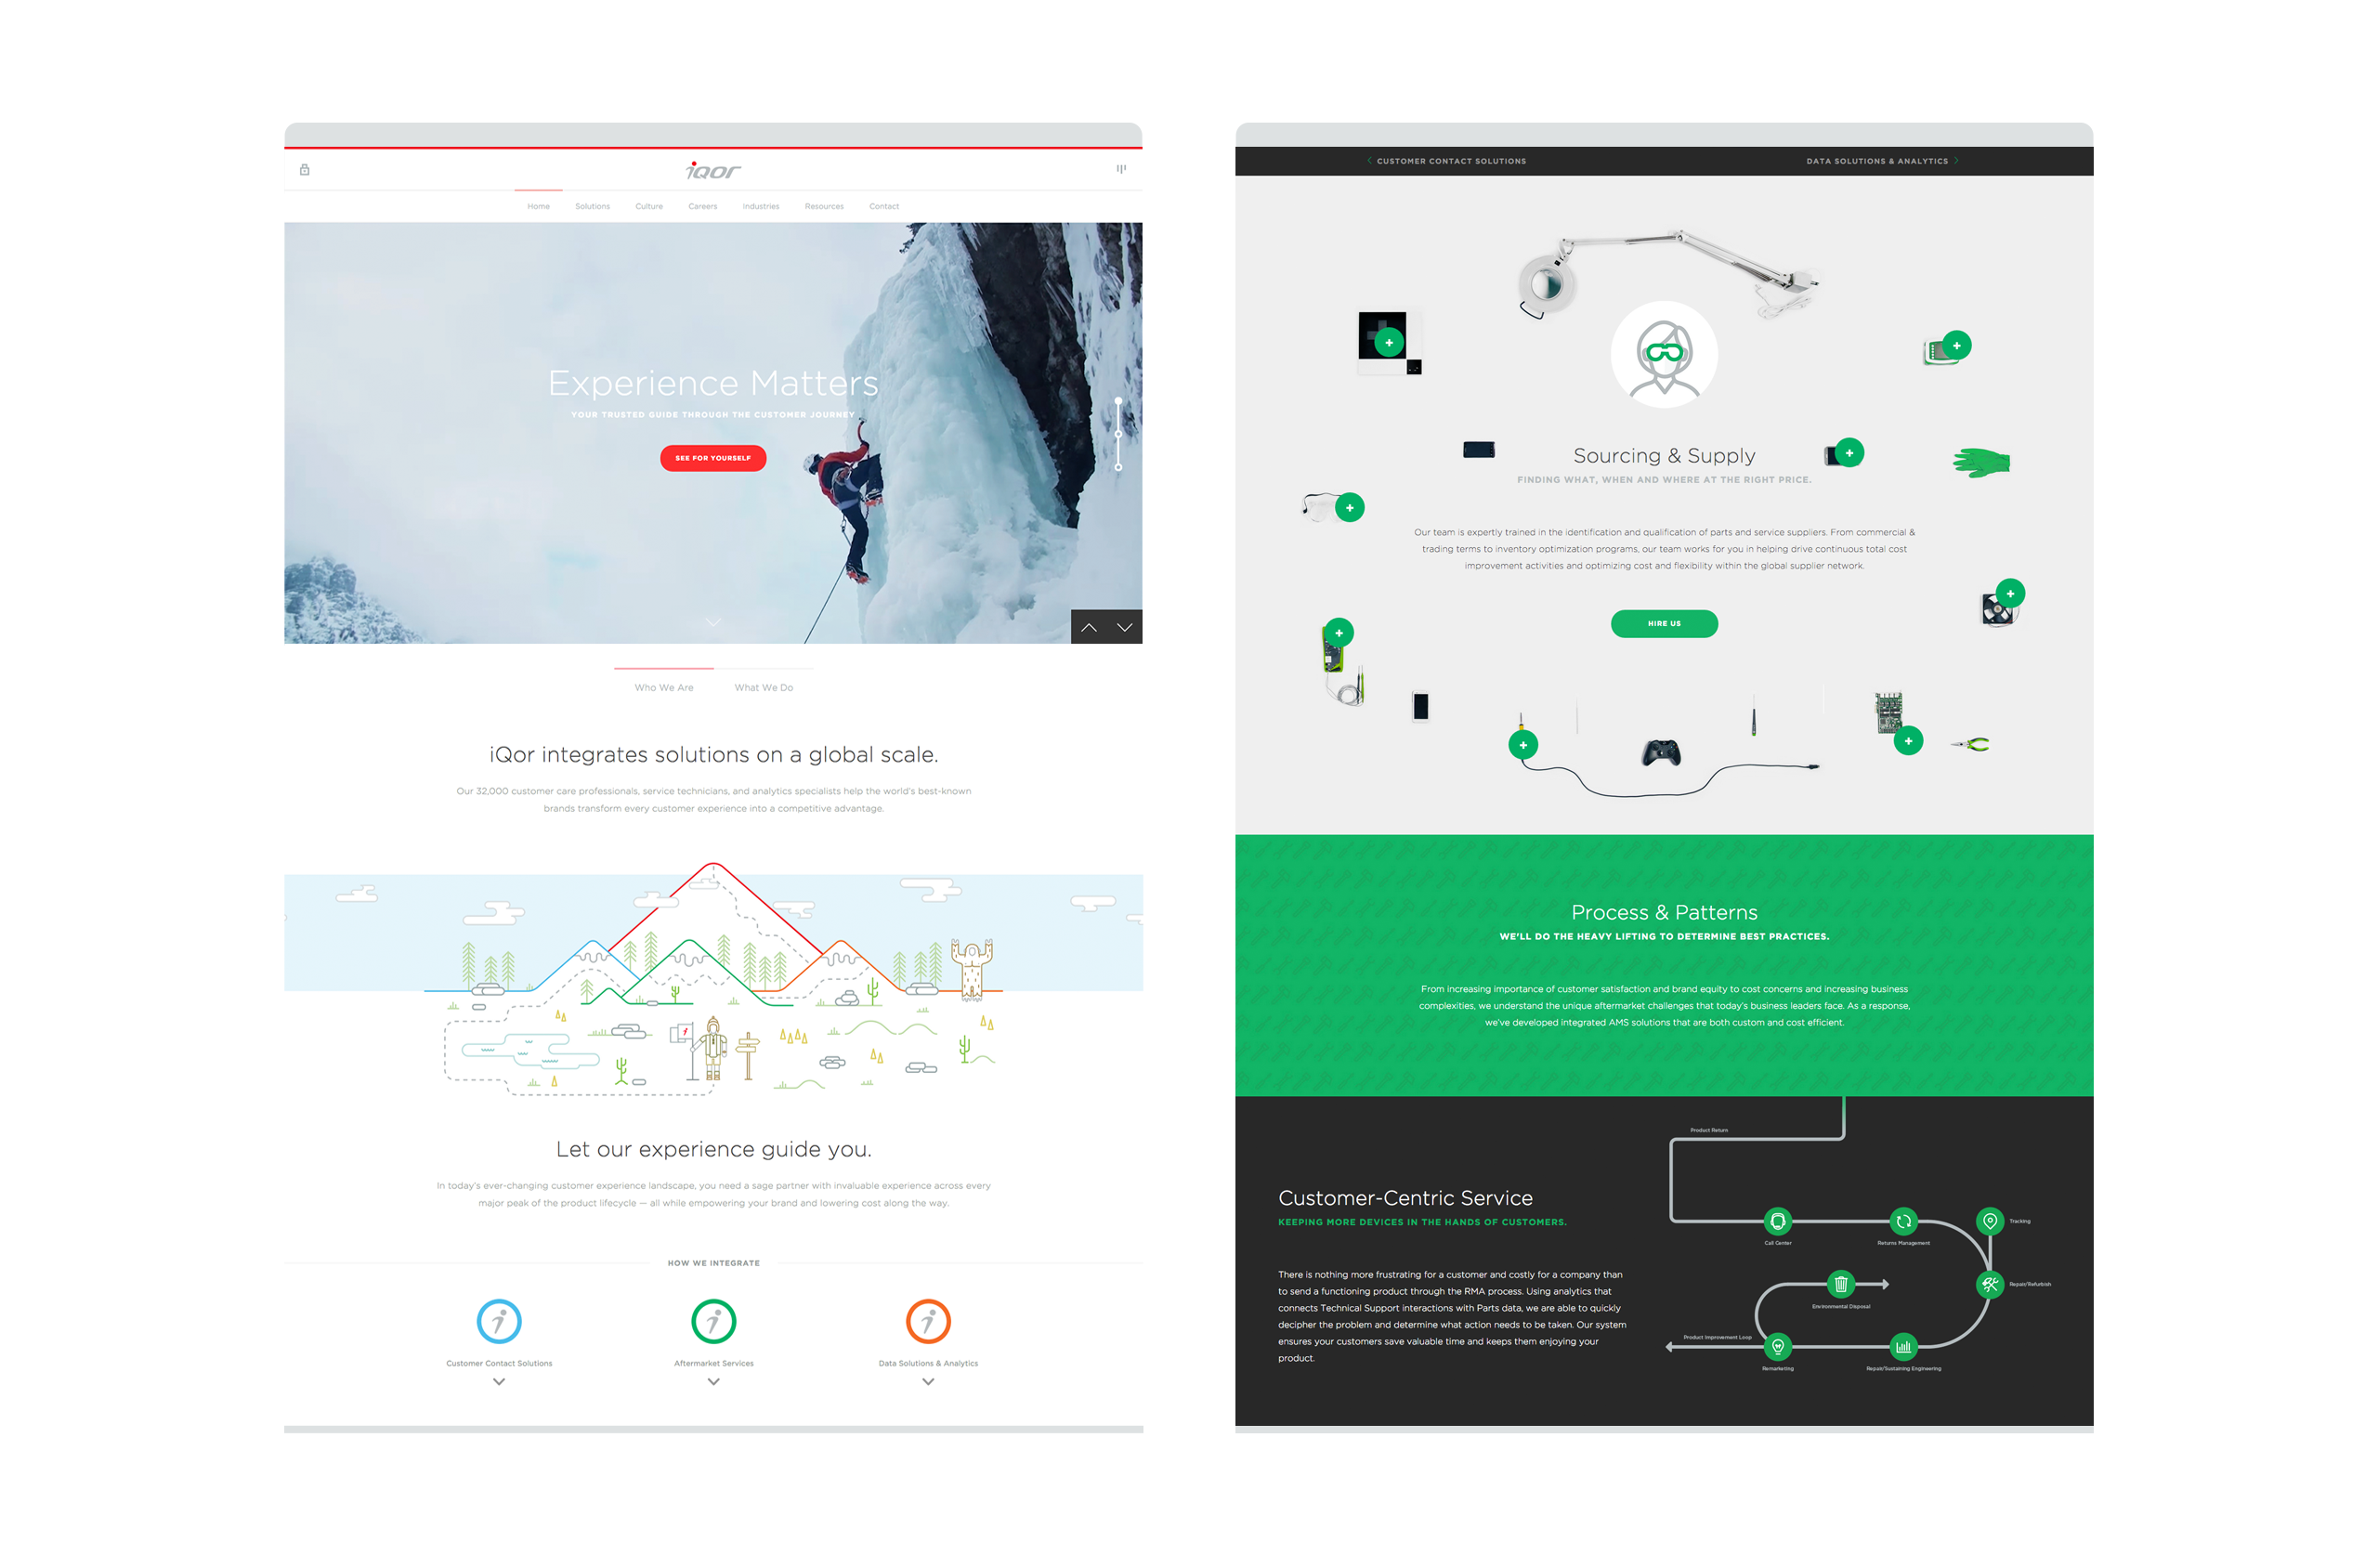 iQor
Home Solutions Culture Careers Industries Resources Contact
Experience Matters
YOUR TRUSTED GUIDE THROUGH THE CUSTOMER JOURNEY
SEE FOR YOURSELF
Who We Are What We Do
iQor integrates solutions on a global scale.
Our 32,000 customer care professionals, service technicians, and analytics specialists help the world's best-known
brands transform every customer experience into a competitive advantage.
Let our experience guide you.
In today's ever-changing customer experience landscape, you need a sage partner with invaluable experience across every
major peak of the product lifecycle — all while empowering your brand and lowering cost along the way.
HOW WE INTEGRATE
Customer Contact Solutions
Aftermarket Services
Data Solutions & Analytics
CUSTOMER CONTACT SOLUTIONS
DATA SOLUTIONS & ANALYTICS
Sourcing & Supply
FINDING WHAT, WHEN AND WHERE AT THE RIGHT PRICE.
Our team is expertly trained in the identification and qualification of parts and service suppliers. From commercial &
trading terms to inventory optimization programs, our team works for you in helping drive continuous total cost
improvement activities and optimizing cost and flexibility within the global supplier network.
HIRE US
Process & Patterns
WE'LL DO THE HEAVY LIFTING TO DETERMINE BEST PRACTICES.
From increasing importance of customer satisfaction and brand equity to cost concerns and increasing business
complexities, we understand the unique aftermarket challenges that today's business leaders face. As a response,
we've developed integrated AMS solutions that are both custom and cost efficient.
Customer-Centric Service
KEEPING MORE DEVICES IN THE HANDS OF CUSTOMERS.
There is nothing more frustrating for a customer and costly for a company than
to send a functioning product through the RMA process. Using analytics that
connects Technical Support interactions with Parts data, we are able to quickly
decipher the problem and determine what action needs to be taken. Our system
ensures your customers save valuable time and keeps them enjoying your
product.
Product Return
Call Center
Returns Management
Tracking
Repair/Refurbish
Environmental Disposal
Product Improvement Loop
Remarketing
Repair/Sustaining Engineering